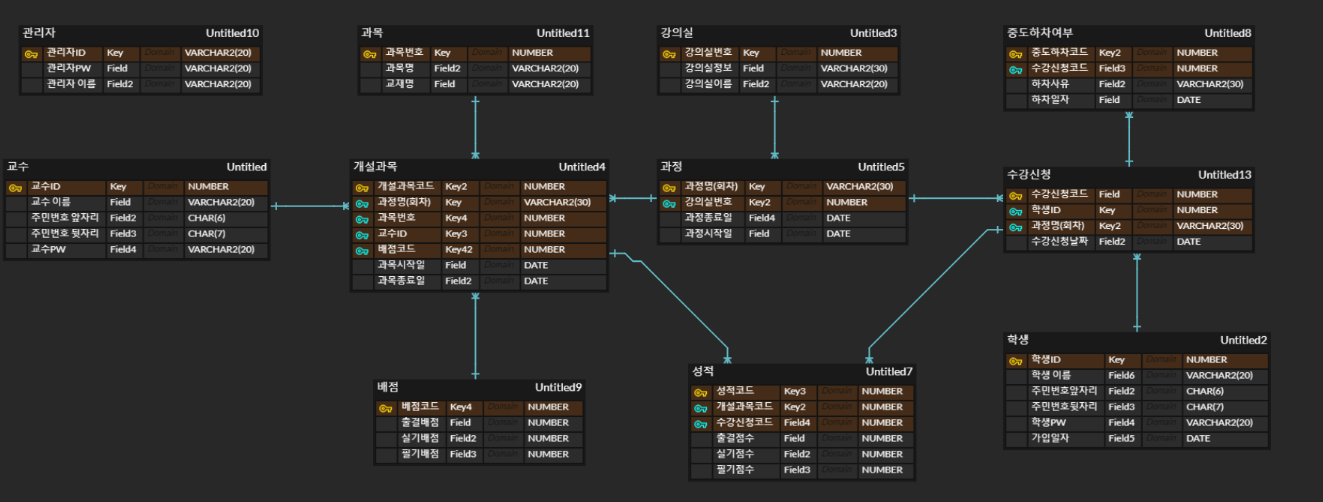 관리자 Untitled10
관리자ID Key Domain VARCHAR2(20)
관리자PW Field Domain VARCHAR2(20)
관리자 이름 Field2 Domain VARCHAR2(20)
과목 Untitled11
과목번호 Key Domain NUMBER
과목명 Field2 Domain VARCHAR2(20)
교재명 Field Domain VARCHAR2(20)
강의실 Untitled3
강의실번호 Key Domain NUMBER
강의실정보 Field Domain VARCHAR2(30)
강의실이름 Field2 Domain VARCHAR2(20)
중도하차여부 Untitled8
중도하차코드 Key2 Domain NUMBER
수강신청코드 Field3 Domain NUMBER
하차사유 Field2 Domain VARCHAR2(30)
하차일자 Field Domain DATE
교수 Untitled
교수ID Key Domain NUMBER
교수 이름 Field Domain VARCHAR2(20)
주민번호 앞자리 Field2 Domain CHAR(6)
주민번호 뒷자리 Field3 Domain CHAR(7)
교수PW Field4 Domain VARCHAR2(20)
개설과목 Untitled4
개설과목코드 Key2 Domain NUMBER
과정명(회차) Key Domain VARCHAR2(30)
과목번호 Key4 Domain NUMBER
교수ID Key3 Domain NUMBER
배점코드 Key42 Domain NUMBER
과목시작일 Field Domain DATE
과목종료일 Field2 Domain DATE
과정 Untitled5
과정명(회차) Key Domain VARCHAR2(30)
강의실번호 Key2 Domain NUMBER
과정종료일 Field4 Domain DATE
과정시작일 Field Domain DATE
수강신청 Untitled13
수강신청코드 Field Domain NUMBER
학생ID Key Domain NUMBER
과정명(회차) Key2 Domain VARCHAR2(30)
수강신청날짜 Field2 Domain DATE
배점 Untitled9
배점코드 Key4 Domain NUMBER
출결배점 Field Domain NUMBER
실기배점 Field2 Domain NUMBER
필기배점 Field3 Domain NUMBER
성적 Untitled7
성적코드 Key3 Domain NUMBER
개설과목코드 Key2 Domain NUMBER
수강신청코드 Field4 Domain NUMBER
출결점수 Field Domain NUMBER
실기점수 Field2 Domain NUMBER
필기점수 Field3 Domain NUMBER
학생 Untitled2
학생ID Key Domain NUMBER
학생 이름 Field6 Domain VARCHAR2(20)
주민번호앞자리 Field2 Domain CHAR(6)
주민번호뒷자리 Field3 Domain CHAR(7)
학생PW Field4 Domain VARCHAR2(20)
가입일자 Field5 Domain DATE